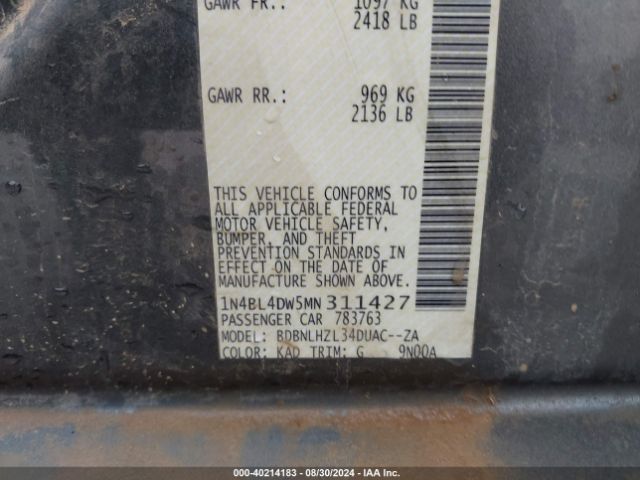 GAWR FR.: 1097 KG
2418 LB
GAWR RR.: 969 KG
2136 LB
THIS VEHICLE CONFORMS TO
ALL APPLICABLE FEDERAL
MOTOR VEHICLE SAFETY,
BUMPER, AND THEFT
PREVENTION STANDARDS IN
EFFECT ON THE DATE OF
MANUFACTURE SHOWN ABOVE.
1N4BL4DW5MN311427
PASSENGER CAR 783763
MODEL: BDBNLHZL34DUAC--ZA
COLOR: KAD TRIM: G 9N00A
000-40214183 - 08/30/2024 - IAA Inc.